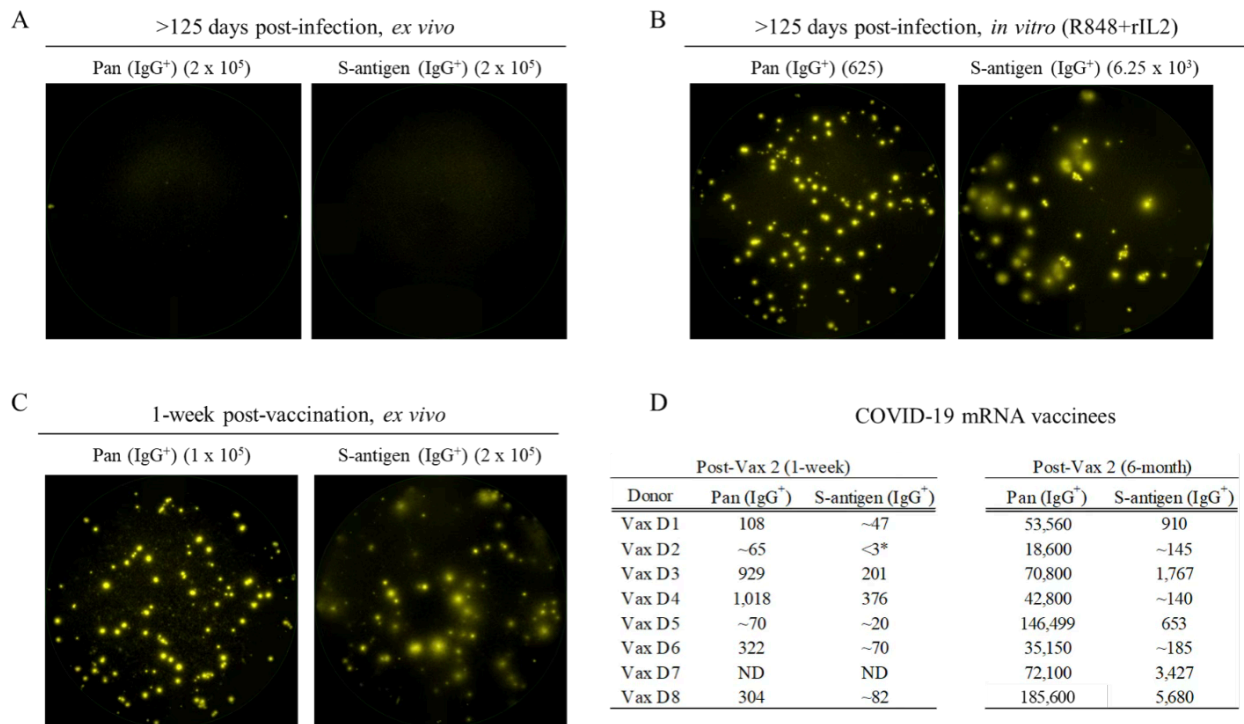 A
>125 days post-infection, ex vivo
Pan (IgG⁺) (2 x 10⁵)
S-antigen (IgG⁺) (2 x 10⁵)
B
>125 days post-infection, in vitro (R848+rIL2)
Pan (IgG⁺) (625)
S-antigen (IgG⁺) (6.25 x 10³)
C
1-week post-vaccination, ex vivo
Pan (IgG⁺) (1 x 10⁵)
S-antigen (IgG⁺) (2 x 10⁵)
D
COVID-19 mRNA vaccinees
Post-Vax 2 (1-week) Post-Vax 2 (6-month)
Donor Pan (IgG⁺) S-antigen (IgG⁺) Pan (IgG⁺) S-antigen (IgG⁺)
Vax D1 108 ~47 53,560 910
Vax D2 ~65 <3* 18,600 ~145
Vax D3 929 201 70,800 1,767
Vax D4 1,018 376 42,800 ~140
Vax D5 ~70 ~20 146,499 653
Vax D6 322 ~70 35,150 ~185
Vax D7 ND ND 72,100 3,427
Vax D8 304 ~82 185,600 5,680